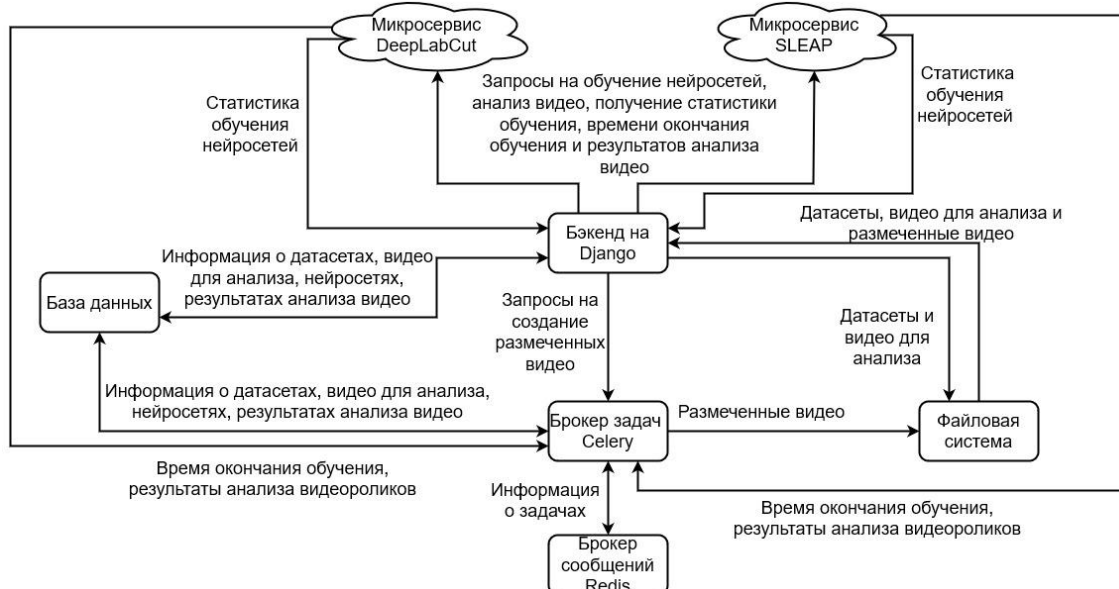 Микросервис
DeepLabCut
Микросервис
SLEAP
Статистика
обучения
нейросетей
Запросы на обучение нейросетей,
анализ видео, получение статистики
обучения, времени окончания
обучения и результатов анализа
видео
Статистика
обучения
нейросетей
Бэкенд на
Django
Датасеты, видео для анализа и
размеченные видео
Информация о датасетах, видео
для анализа, нейросетях,
результатах анализа видео
База данных
Запросы на
создание
размеченных
видео
Датасеты и
видео для
анализа
Информация о датасетах, видео для анализа,
нейросетях, результатах анализа видео
Брокер задач
Celery
Размеченные видео
Файловая
система
Время окончания обучения,
результаты анализа видеороликов
Информация
о задачах
Время окончания обучения,
результаты анализа видеороликов
Брокер
сообщений
Redis